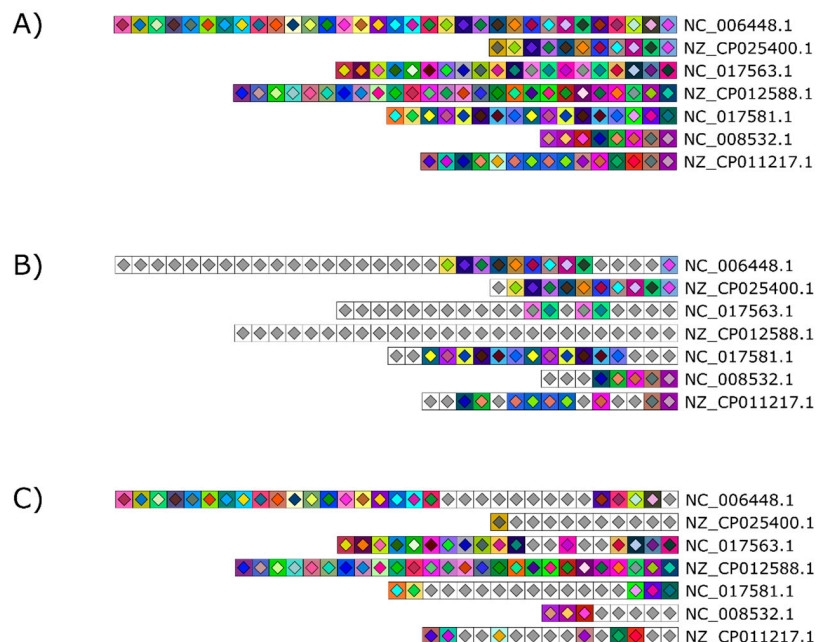 A)
NC_006448.1
NZ_CP025400.1
NC_017563.1
NZ_CP012588.1
NC_017581.1
NC_008532.1
NZ_CP011217.1
B)
NC_006448.1
NZ_CP025400.1
NC_017563.1
NZ_CP012588.1
NC_017581.1
NC_008532.1
NZ_CP011217.1
C)
NC_006448.1
NZ_CP025400.1
NC_017563.1
NZ_CP012588.1
NC_017581.1
NC_008532.1
NZ_CP011217.1